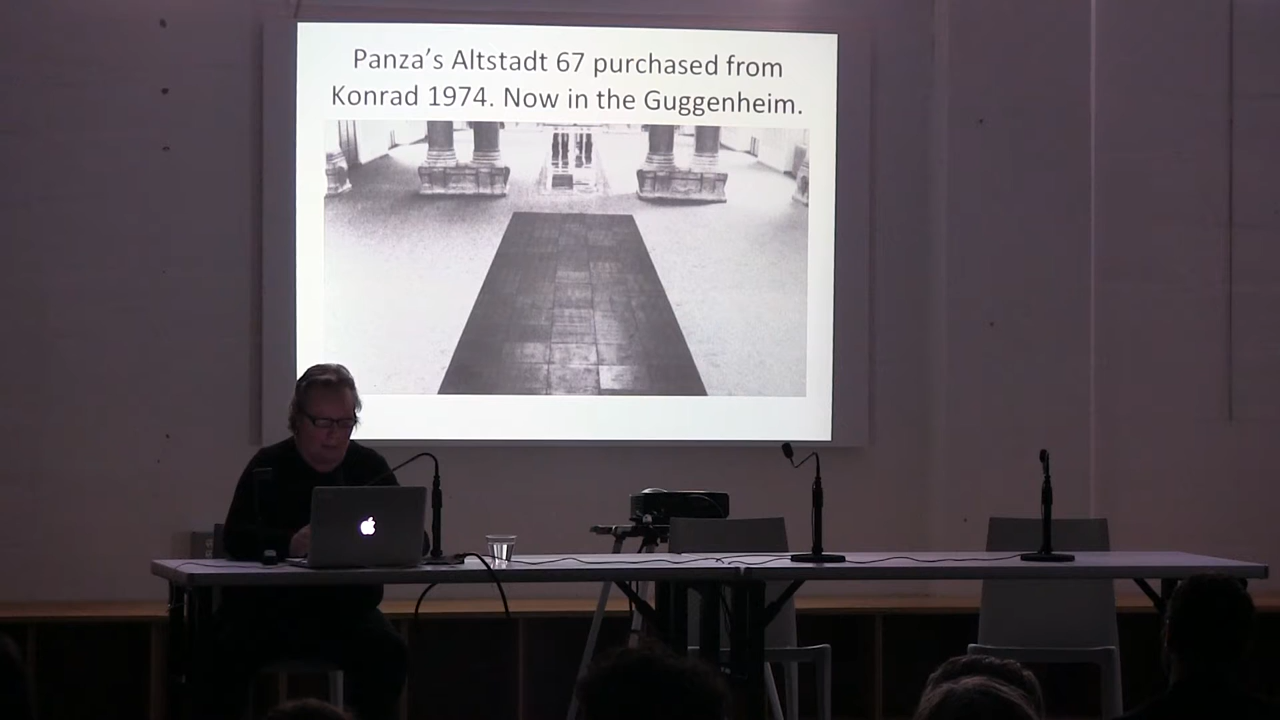 Panza’s Altstadt 67 purchased from
Konrad 1974. Now in the Guggenheim.